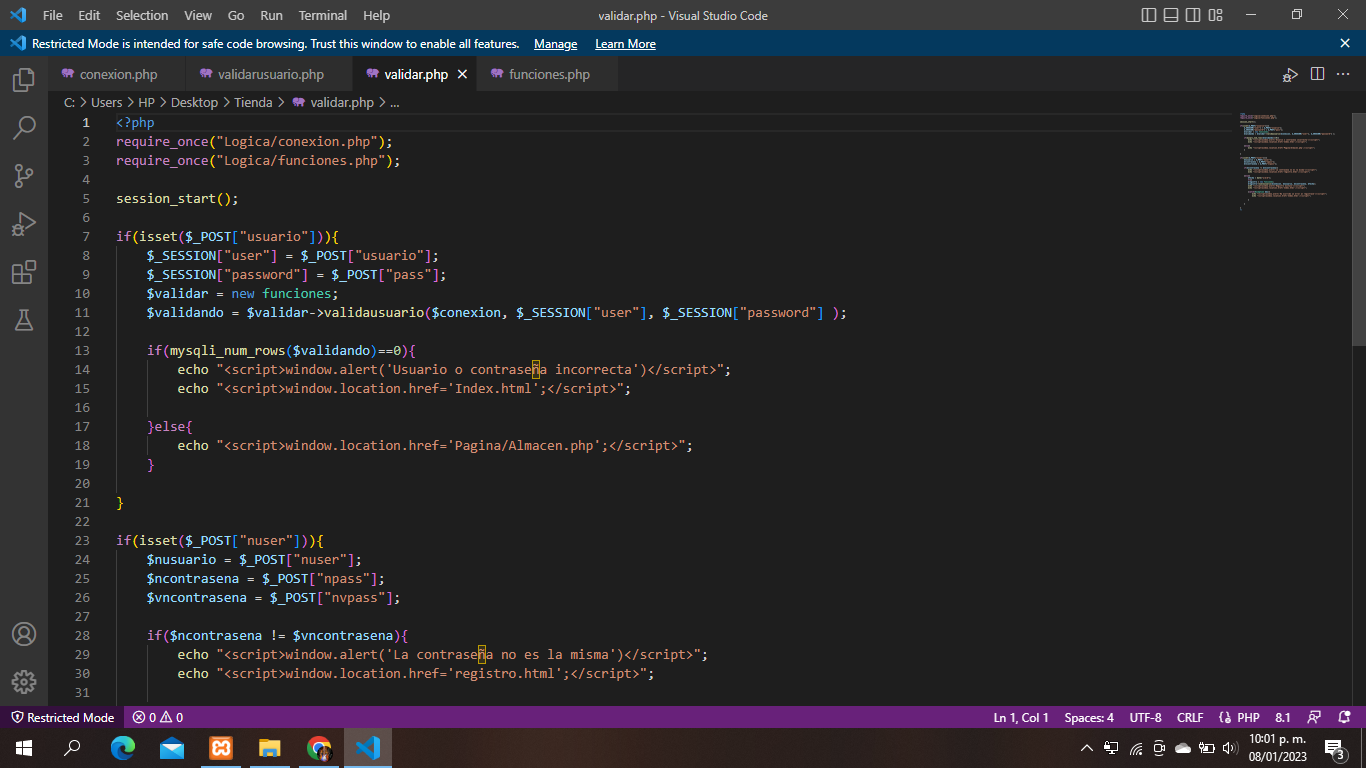 File Edit Selection View Go Run Terminal Help validar.php - Visual Studio Code
Restricted Mode is intended for safe code browsing. Trust this window to enable all features. Manage Learn More
conexion.php validarusuario.php validar.php funciones.php
C: > Users > HP > Desktop > Tienda > validar.php > ...
1 <?php
2 require_once("Logica/conexion.php");
3 require_once("Logica/funciones.php");
4
5 session_start();
6
7 if(isset($_POST["usuario"])){
8 $_SESSION["user"] = $_POST["usuario"];
9 $_SESSION["password"] = $_POST["pass"];
10 $validar = new funciones;
11 $validando = $validar->validausuario($conexion, $_SESSION["user"], $_SESSION["password"] );
12
13 if(mysqli_num_rows($validando)==0){
14 echo "<script>window.alert('Usuario o contraseña incorrecta')</script>";
15 echo "<script>window.location.href='Index.html';</script>";
16
17 }else{
18 echo "<script>window.location.href='Pagina/Almacen.php';</script>";
19 }
20
21 }
22
23 if(isset($_POST["nuser"])){
24 $nusuario = $_POST["nuser"];
25 $ncontrasena = $_POST["npass"];
26 $vncontrasena = $_POST["nvpass"];
27
28 if($ncontrasena != $vncontrasena){
29 echo "<script>window.alert('La contraseña no es la misma')</script>";
30 echo "<script>window.location.href='registro.html';</script>";
31
Restricted Mode 0 0 Ln 1, Col 1 Spaces: 4 UTF-8 CRLF PHP 8.1
10:01 p. m.
08/01/2023
3